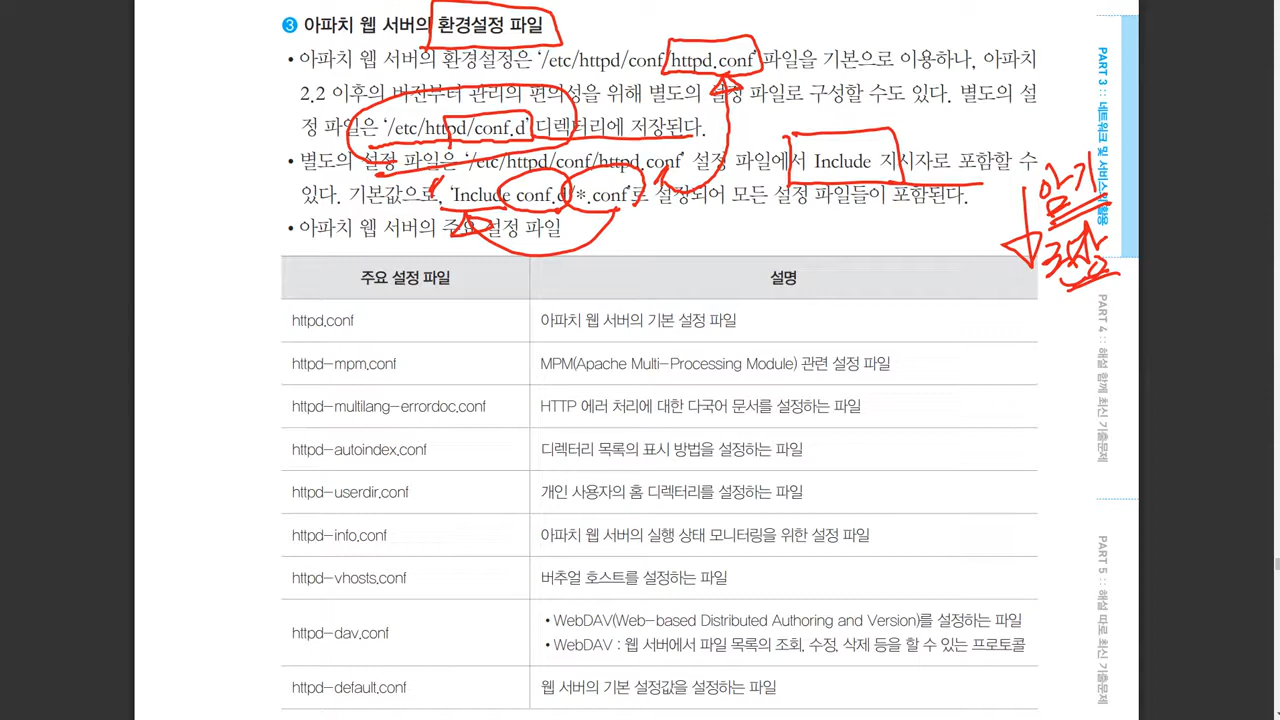 ❸ 아파치 웹 서버의 환경설정 파일
• 아파치 웹 서버의 환경설정은 '/etc/httpd/conf/httpd.conf' 파일을 기본으로 이용하나, 아파치
2.2 이후의 버전부터 관리의 편의성을 위해 별도의 설정 파일로 구성할 수도 있다. 별도의 설
정 파일은 '/etc/httpd/conf.d' 디렉터리에 저장된다.
• 별도의 설정 파일은 '/etc/httpd/conf/httpd.conf' 설정 파일에서 Include 지시자로 포함할 수
있다. 기본값으로, 'Include conf.d/*.conf'로 설정되어 모든 설정 파일들이 포함된다.
• 아파치 웹 서버의 주요 설정 파일
주요 설정 파일 설명
httpd.conf 아파치 웹 서버의 기본 설정 파일
httpd-mpm.conf MPM(Apache Multi-Processing Module) 관련 설정 파일
httpd-multilang-errordoc.conf HTTP 에러 처리에 대한 다국어 문서를 설정하는 파일
httpd-autoindex.conf 디렉터리 목록의 표시 방법을 설정하는 파일
httpd-userdir.conf 개인 사용자의 홈 디렉터리를 설정하는 파일
httpd-info.conf 아파치 웹 서버의 실행 상태 모니터링을 위한 설정 파일
httpd-vhosts.conf 버추얼 호스트를 설정하는 파일
httpd-dav.conf • WebDAV(Web-based Distributed Authoring and Version)를 설정하는 파일
• WebDAV : 웹 서버에서 파일 목록의 조회, 수정, 삭제 등을 할 수 있는 프로토콜
httpd-default.conf 웹 서버의 기본 설정값을 설정하는 파일
PART 3 :: 네트워크 및 서비스의 활용
암기
PART 4 :: 해설 함께 최신 기출문제
PART 5 :: 해설 따로 최신 기출문제